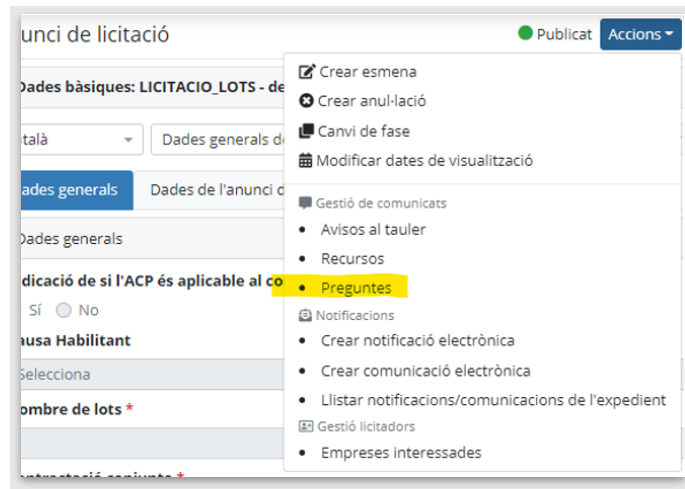 unci de licitació
Publicat
Accions
Dades bàsiques: LICITACIO_LOTS - de
talà
Dades generals de
ades generals
Dades de l'anunci d
Dades generals
dicació de si l'ACP és aplicable al co
Sí
No
ausa Habilitant
Selecciona
ombre de lots *
Crear esmena
Crear anul·lació
Canvi de fase
Modificar dates de visualització
Gestió de comunicats
• Avisos al tauler
• Recursos
• Preguntes
Notificacions
• Crear notificació electrònica
• Crear comunicació electrònica
• Llistar notificacions/comunicacions de l'expedient
Gestió licitadors
• Empreses interessades